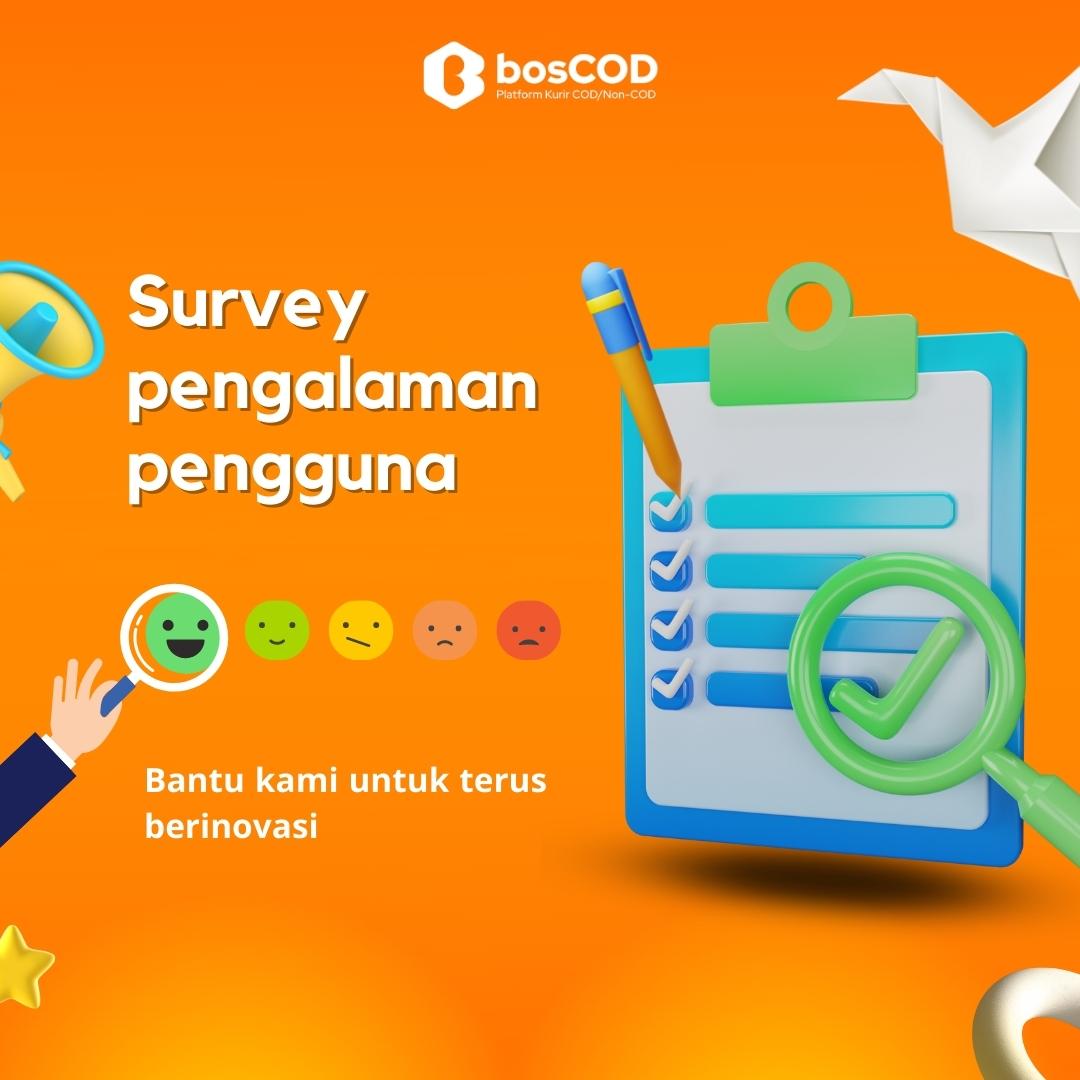 bosCOD
Platform Kurir COD/Non-COD
Survey
pengalaman
pengguna
Bantu kami untuk terus
berinovasi